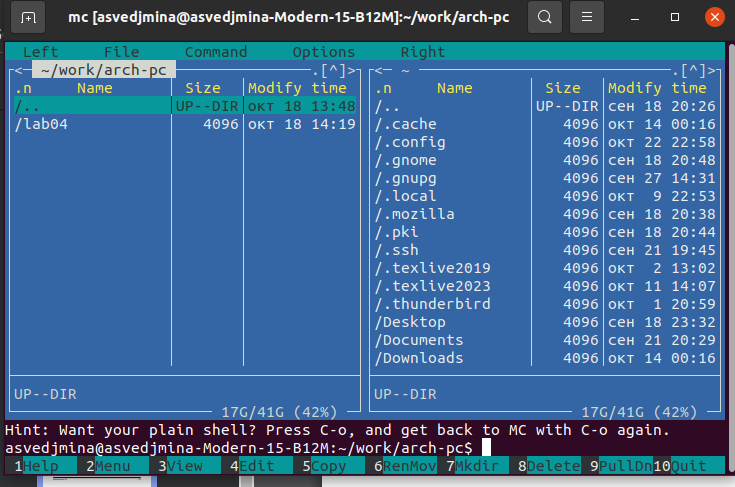 mc [asvedjmina@asvedjmina-Modern-15-B12M]:~/work/arch-pc
Left File Command Options Right
<─ ~/work/arch-pc .[^]>
.n Name Size Modify time
/.. UP--DIR окт 18 13:48
/lab04 4096 окт 18 14:19
UP--DIR
17G/41G (42%)
<─ ~ .[^]>
.n Name Size Modify time
/.. UP--DIR сен 18 20:26
/.cache 4096 окт 14 00:16
/.config 4096 окт 22 22:58
/.gnome 4096 сен 18 20:48
/.gnupg 4096 сен 27 14:31
/.local 4096 окт 9 22:53
/.mozilla 4096 сен 18 20:38
/.pki 4096 сен 18 20:44
/.ssh 4096 сен 21 19:45
/.texlive2019 4096 окт 2 13:02
/.texlive2023 4096 окт 11 14:07
/.thunderbird 4096 окт 1 20:59
/Desktop 4096 сен 18 23:32
/Documents 4096 сен 21 20:29
/Downloads 4096 окт 14 00:16
UP--DIR
17G/41G (42%)
Hint: Want your plain shell? Press C-o, and get back to MC with C-o again.
asvedjmina@asvedjmina-Modern-15-B12M:~/work/arch-pc$
1Help 2Menu 3View 4Edit 5Copy 6RenMov 7Mkdir 8Delete 9PullDn 10Quit